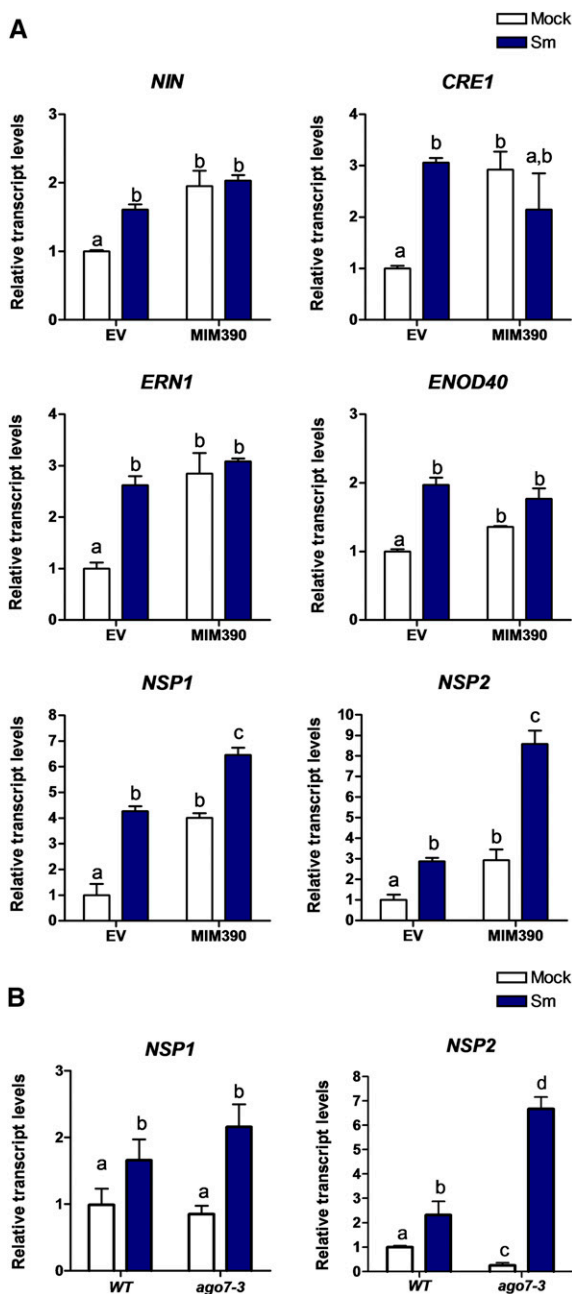 A
Mock
Sm
NIN
CRE1
Relative transcript levels
3
2
1
0
a
b
b
b
EV
MIM390
Relative transcript levels
4
3
2
1
0
a
b
b
a,b
EV
MIM390
ERN1
ENOD40
Relative transcript levels
4
3
2
1
0
a
b
b
b
EV
MIM390
Relative transcript levels
3
2
1
0
a
b
b
b
EV
MIM390
NSP1
NSP2
Relative transcript levels
8
7
6
5
4
3
2
1
0
a
b
b
c
EV
MIM390
Relative transcript levels
10
9
8
7
6
5
4
3
2
1
0
a
b
b
c
EV
MIM390
B
Mock
Sm
NSP1
NSP2
Relative transcript levels
3
2
1
0
a
b
a
b
WT
ago7-3
Relative transcript levels
8
7
6
5
4
3
2
1
0
a
b
c
d
WT
ago7-3